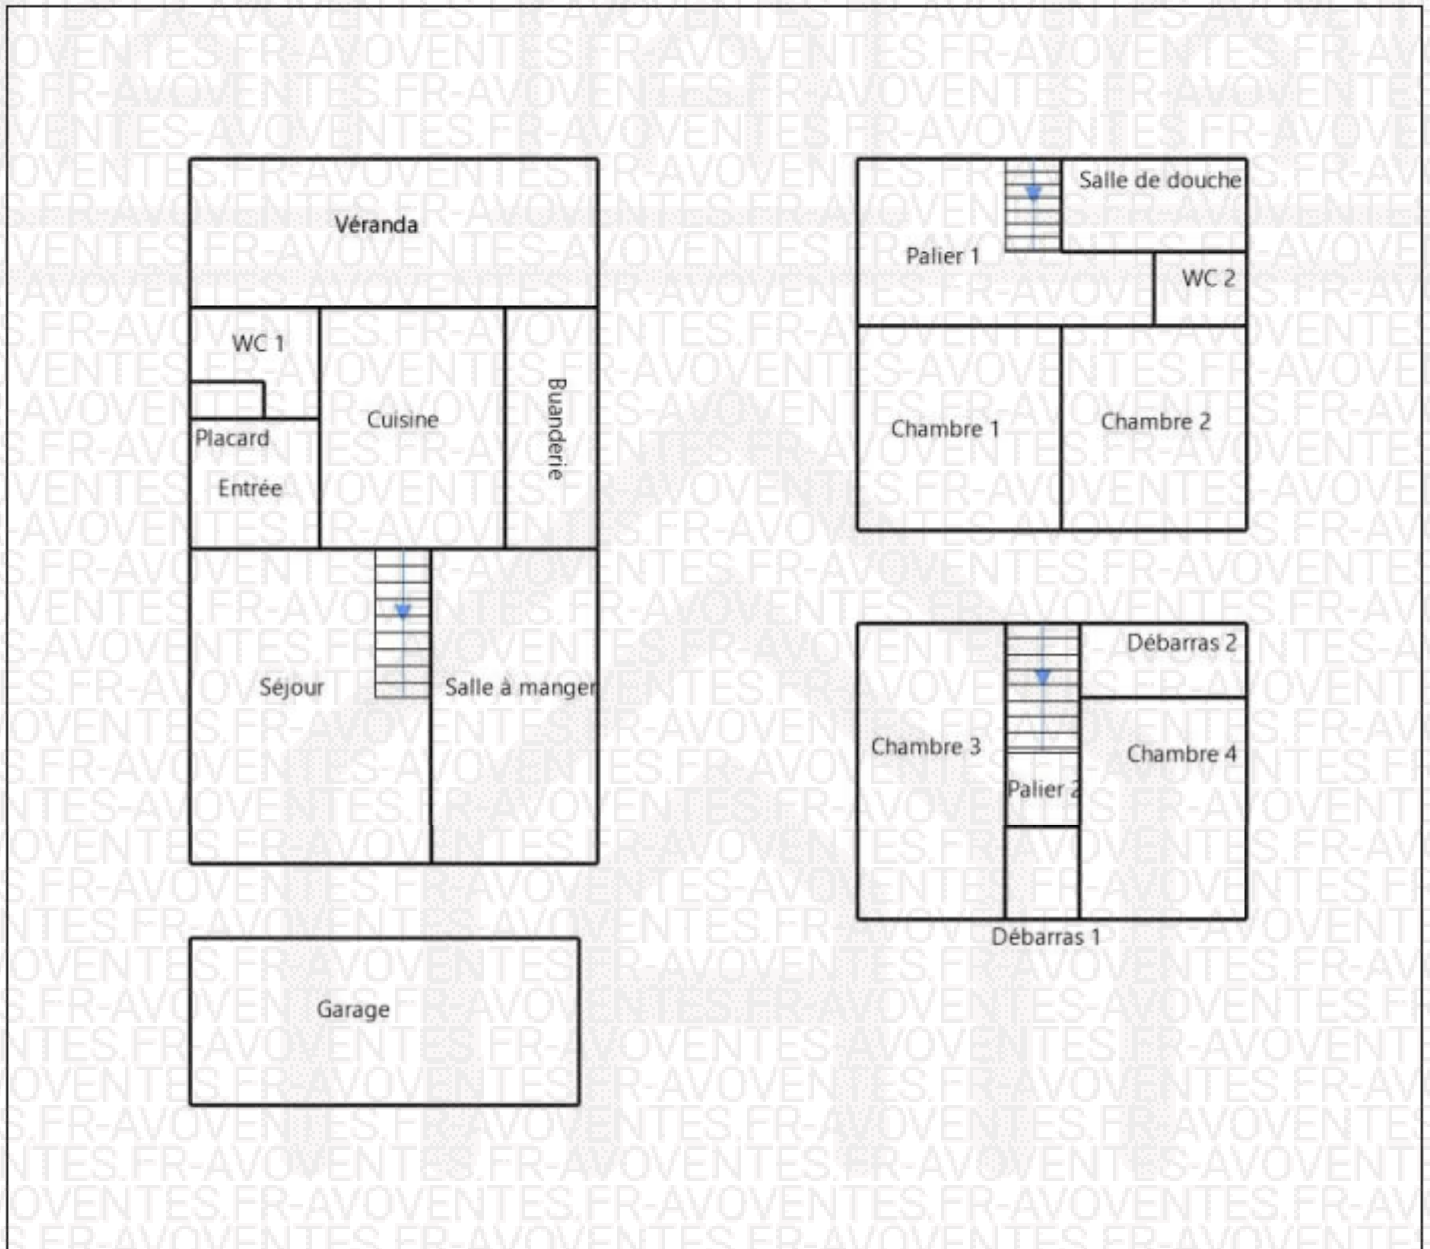 Véranda
WC 1
Cuisine
Buanderie
Placard
Entrée
Séjour
Salle à manger
Garage
Salle de douche
Palier 1
WC 2
Chambre 1
Chambre 2
Débarras 2
Chambre 3
Chambre 4
Palier 2
Débarras 1